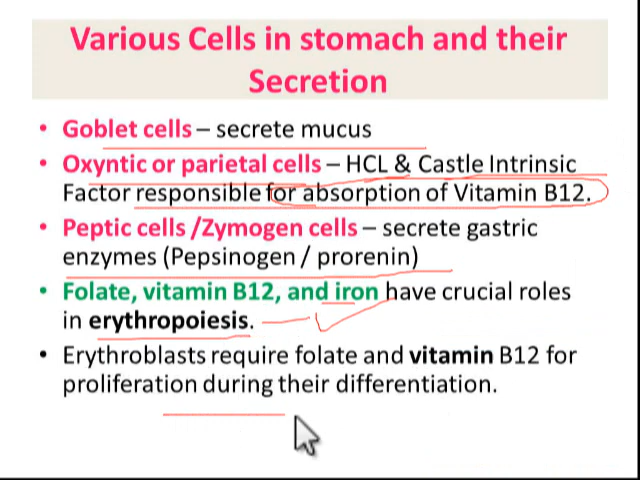 Various Cells in stomach and their
Secretion
• Goblet cells – secrete mucus
• Oxyntic or parietal cells – HCL & Castle Intrinsic
Factor responsible for absorption of Vitamin B12.
• Peptic cells /Zymogen cells – secrete gastric
enzymes (Pepsinogen / prorenin)
• Folate, vitamin B12, and iron have crucial roles
in erythropoiesis.
• Erythroblasts require folate and vitamin B12 for
proliferation during their differentiation.